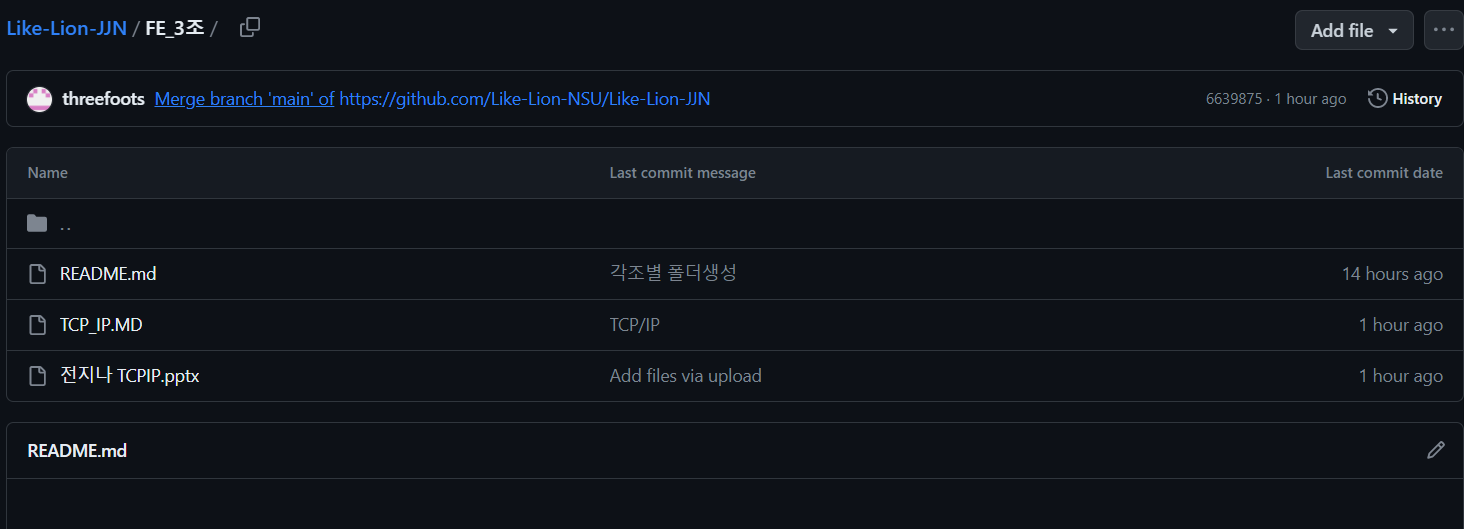 Like-Lion-JJN / FE_3조 /
Add file
threefoots Merge branch 'main' of https://github.com/Like-Lion-NSU/Like-Lion-JJN
6639875 · 1 hour ago
History
Name Last commit message Last commit date
..
README.md 각조별 폴더생성 14 hours ago
TCP_IP.MD TCP/IP 1 hour ago
전지나 TCPIP.pptx Add files via upload 1 hour ago
README.md